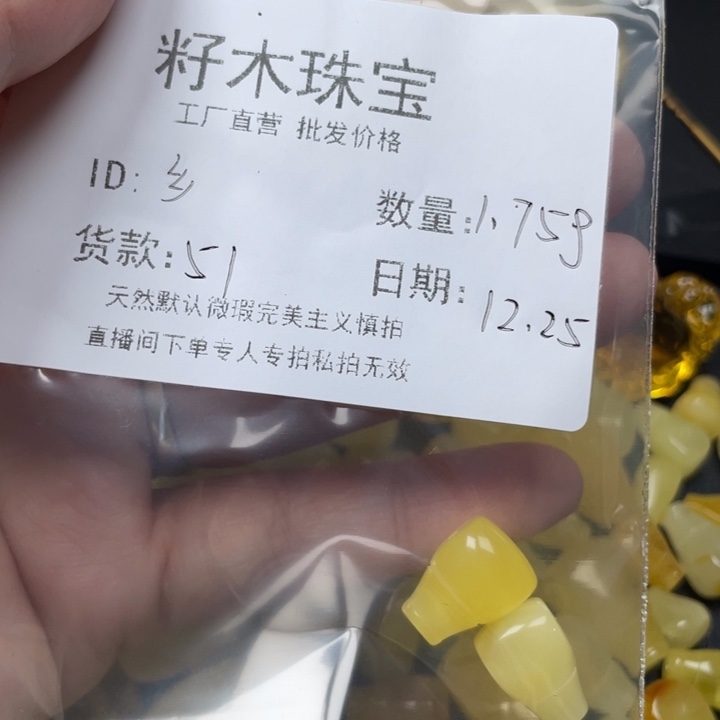 籽木珠宝
工厂直营 批发价格
ID: 乡
数量:1.75g
货款:51
日期:12.25
天然默认微瑕完美主义慎拍
直播间下单专人专拍私拍无效